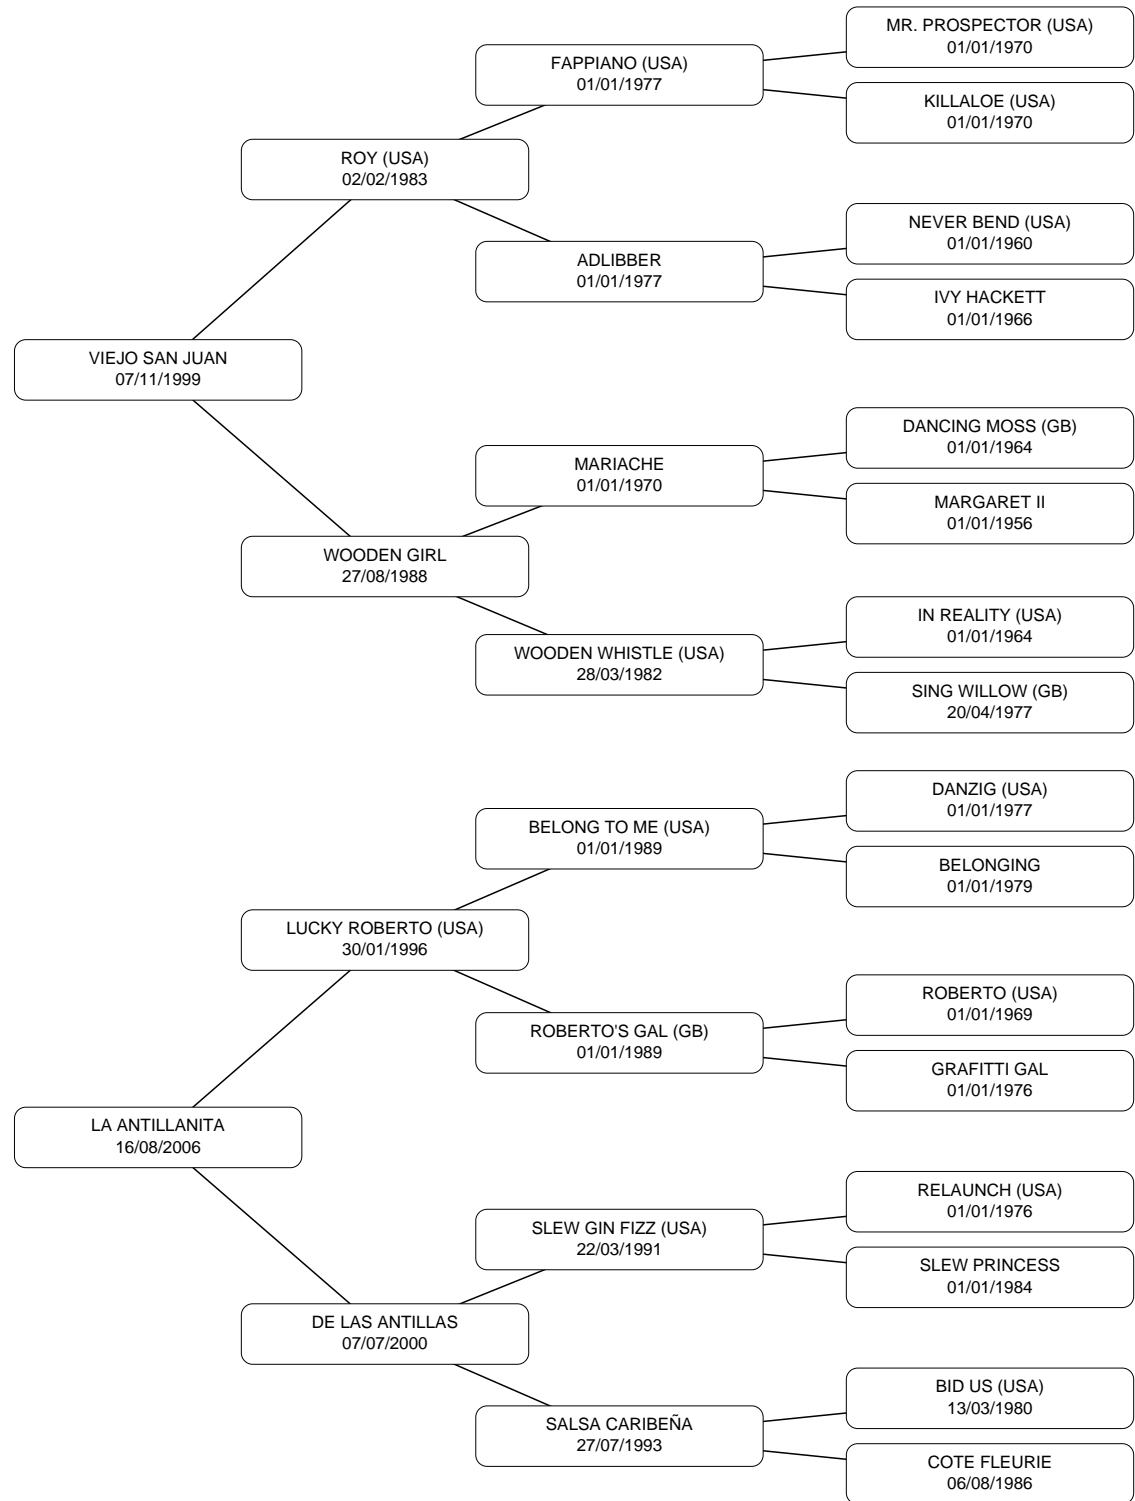 MR. PROSPECTOR (USA)
01/01/1970
FAPPIANO (USA)
01/01/1977
KILLALOE (USA)
01/01/1970
ROY (USA)
02/02/1983
NEVER BEND (USA)
01/01/1960
ADLIBBER
01/01/1977
IVY HACKETT
01/01/1966
VIEJO SAN JUAN
07/11/1999
DANCING MOSS (GB)
01/01/1964
MARIACHE
01/01/1970
MARGARET II
01/01/1956
WOODEN GIRL
27/08/1988
IN REALITY (USA)
01/01/1964
WOODEN WHISTLE (USA)
28/03/1982
SING WILLOW (GB)
20/04/1977
DANZIG (USA)
01/01/1977
BELONG TO ME (USA)
01/01/1989
BELONGING
01/01/1979
LUCKY ROBERTO (USA)
30/01/1996
ROBERTO (USA)
01/01/1969
ROBERTO'S GAL (GB)
01/01/1989
GRAFITTI GAL
01/01/1976
LA ANTILLANITA
16/08/2006
RELAUNCH (USA)
01/01/1976
SLEW GIN FIZZ (USA)
22/03/1991
SLEW PRINCESS
01/01/1984
DE LAS ANTILLAS
07/07/2000
BID US (USA)
13/03/1980
SALSA CARIBEÑA
27/07/1993
COTE FLEURIE
06/08/1986